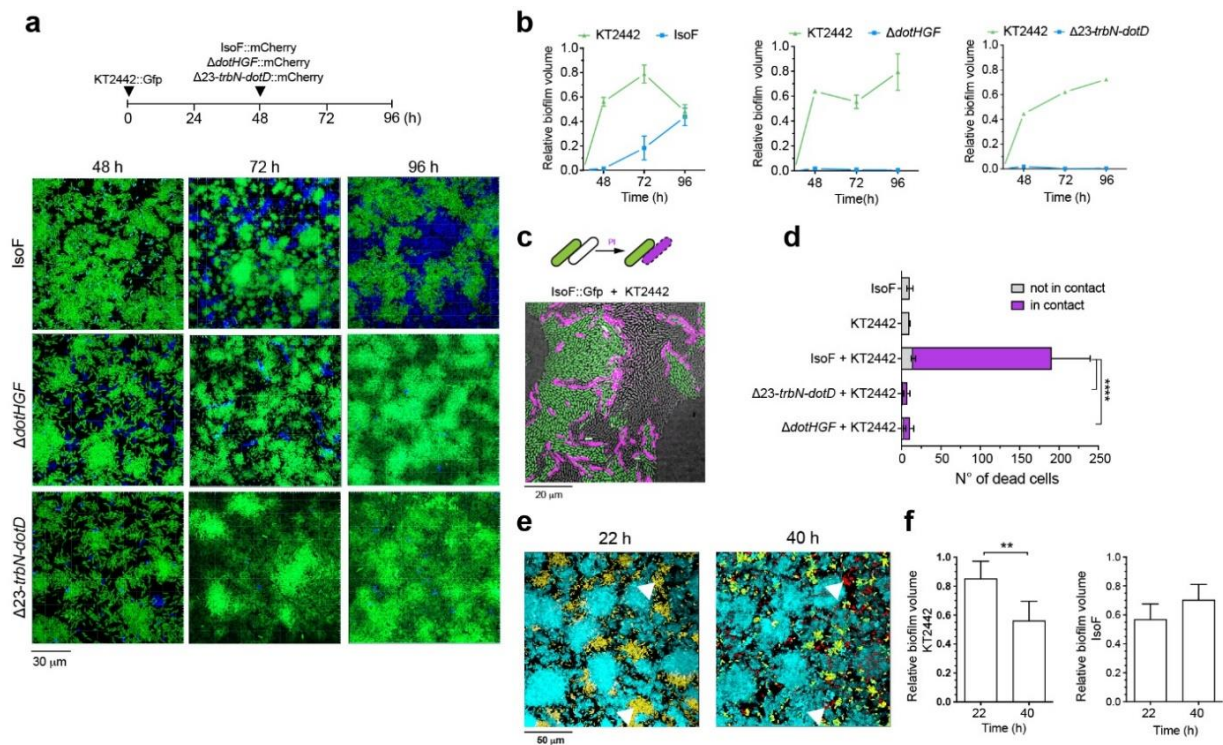 a
IsoF::mCherry
ΔdotHGF::mCherry
Δ23-trbN-dotD::mCherry
KT2442::Gfp
0 24 48 72 96 (h)
48 h 72 h 96 h
IsoF
ΔdotHGF
Δ23-trbN-dotD
30 μm
b
KT2442 IsoF
Relative biofilm volume
1.0
0.8
0.6
0.4
0.2
0.0
48 72 96
Time (h)
KT2442 ΔdotHGF
Relative biofilm volume
1.0
0.8
0.6
0.4
0.2
0.0
48 72 96
Time(h)
KT2442 Δ23-trbN-dotD
Relative biofilm volume
1.0
0.8
0.6
0.4
0.2
0.0
48 72 96
Time (h)
c
PI
IsoF::Gfp + KT2442
20 μm
d
not in contact
in contact
IsoF
KT2442
IsoF + KT2442
Δ23-trbN-dotD + KT2442
ΔdotHGF + KT2442
****
0 50 100 150 200 250
N° of dead cells
e
22 h 40 h
50 μm
f
Relative biofilm volume
KT2442
1.0
0.8
0.6
0.4
0.2
0.0
**
22 40
Time (h)
Relative biofilm volume
IsoF
1.0
0.8
0.6
0.4
0.2
0.0
22 40
Time (h)